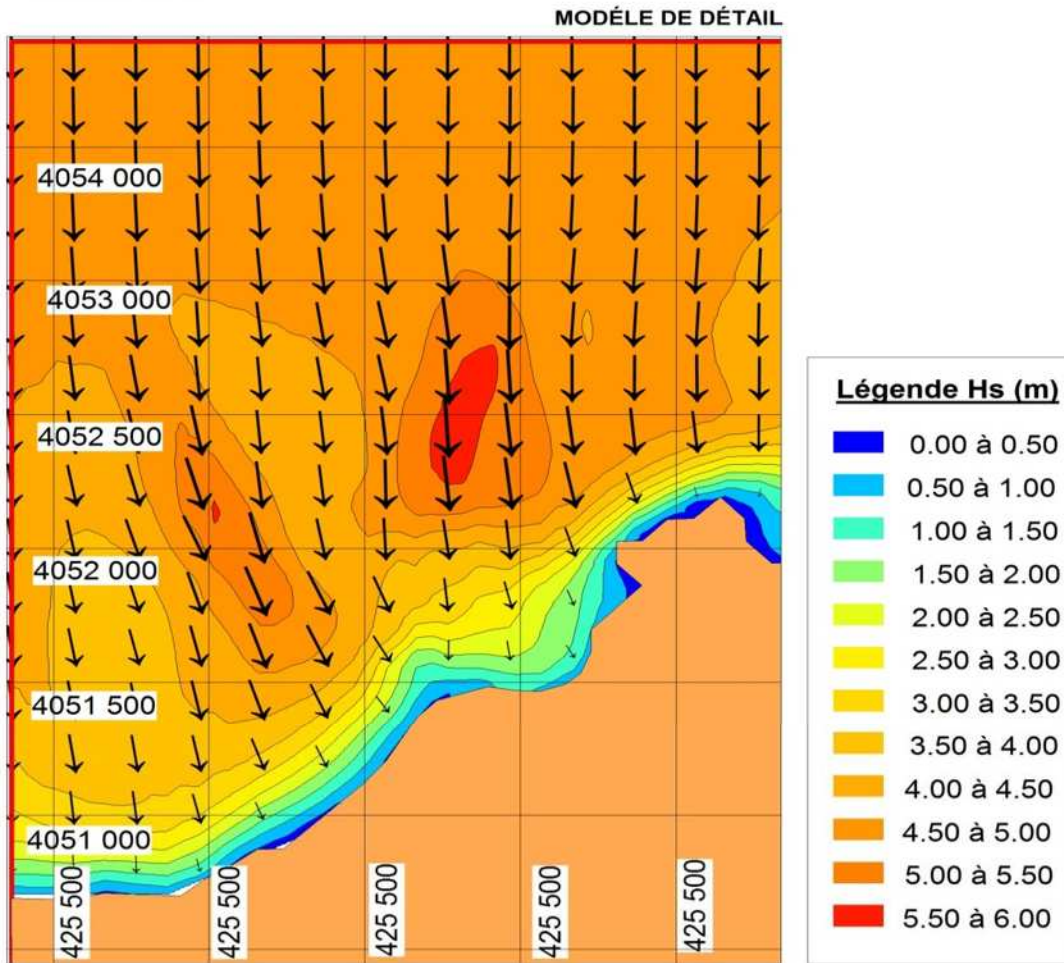 MODÉLE DE DÉTAIL
4054 000
4053 000
4052 500
4052 000
4051 500
4051 000
425 500
425 500
425 500
425 500
425 500
Légende Hs (m)
0.00 à 0.50
0.50 à 1.00
1.00 à 1.50
1.50 à 2.00
2.00 à 2.50
2.50 à 3.00
3.00 à 3.50
3.50 à 4.00
4.00 à 4.50
4.50 à 5.00
5.00 à 5.50
5.50 à 6.00